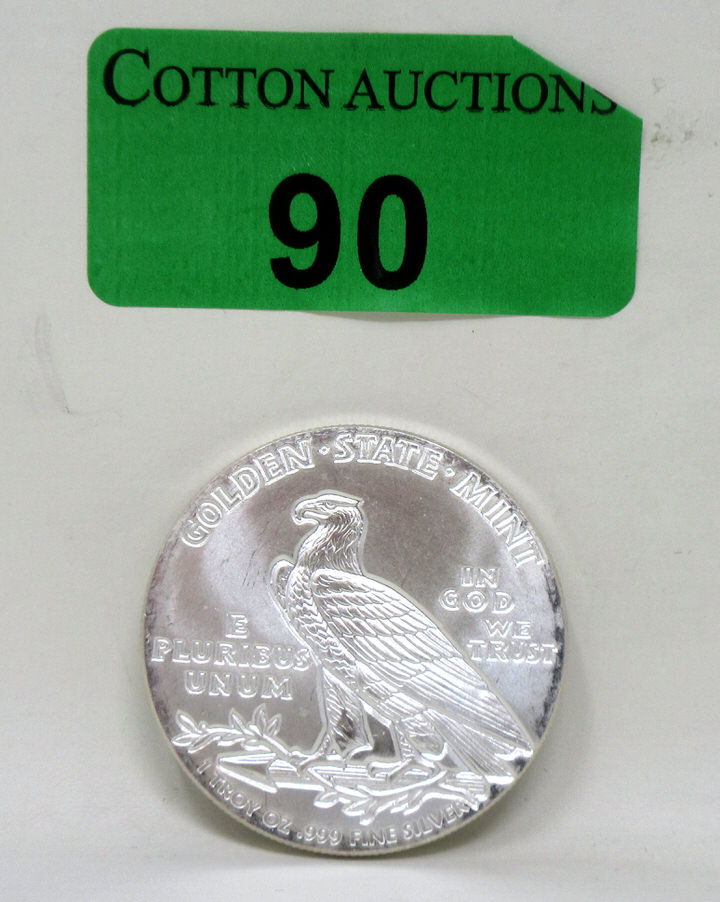 COTTON AUCTIONS
90
GOLDEN · STATE · MINT
IN
GOD
WE
TRUST
E
PLURIBUS
UNUM
1 TROY OZ .999 FINE SILVER